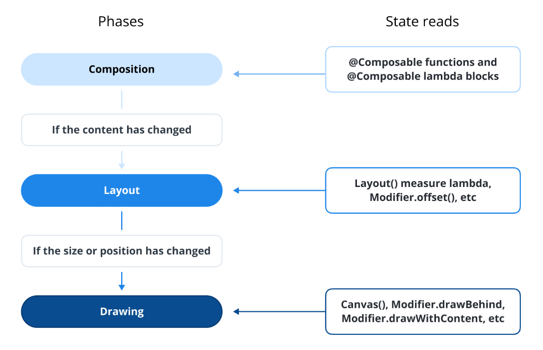 Phases
State reads
Composition
@Composable functions and
@Composable lambda blocks
If the content has changed
Layout
Layout() measure lambda,
Modifier.offset(), etc
If the size or position has changed
Drawing
Canvas(), Modifier.drawBehind,
Modifier.drawWithContent, etc